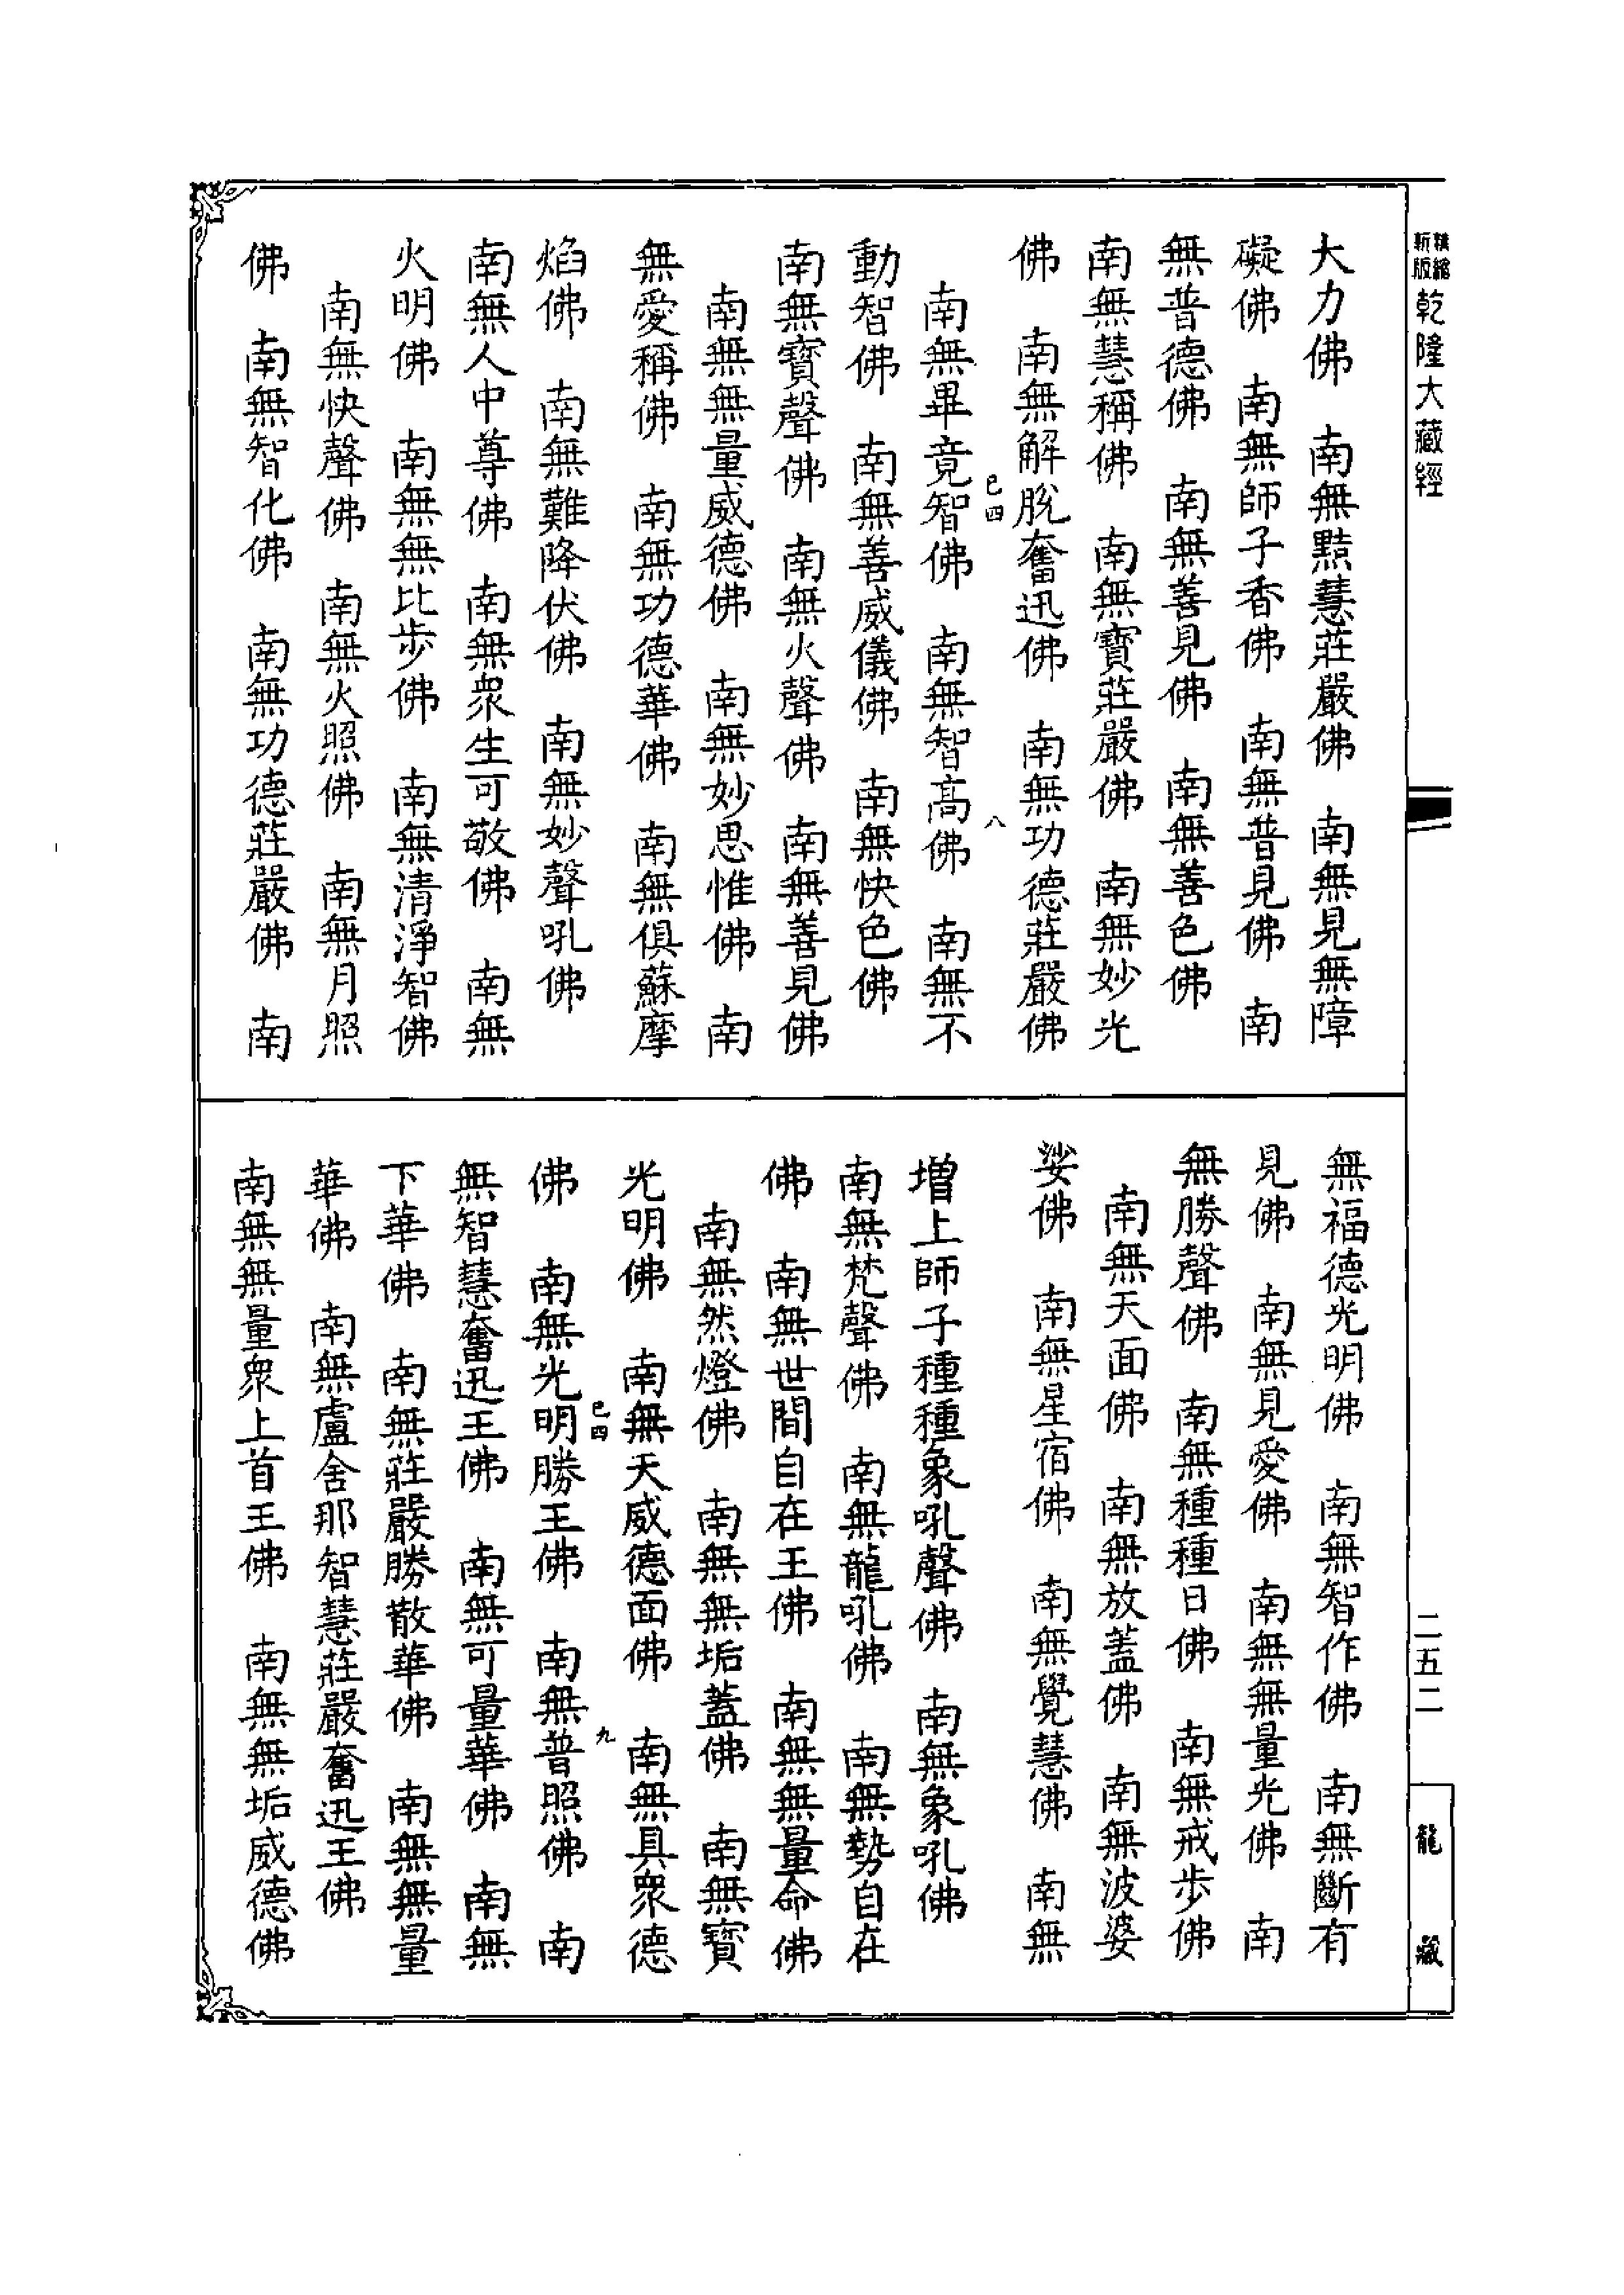 精縮
新版
乾隆大藏經
大力佛　南無黠慧莊嚴佛　南無見無障
礙佛　南無師子香佛　南無普見佛　南
無普德佛　南無善見佛　南無善色佛
南無慧稱佛　南無寶莊嚴佛　南無妙光
佛　南無解脫奮迅佛　南無功德莊嚴佛
巳四　八
南無畢竟智佛　南無智高佛　南無不
動智佛　南無善威儀佛　南無快色佛
南無寶聲佛　南無火聲佛　南無善見佛
南無無量威德佛　南無妙思惟佛　南
無愛稱佛　南無功德華佛　南無俱蘇摩
焰佛　南無難降伏佛　南無妙聲吼佛
南無人中尊佛　南無衆生可敬佛　南無
火明佛　南無無比步佛　南無清淨智佛
南無快聲佛　南無火照佛　南無月照
佛　南無智化佛　南無功德莊嚴佛　南
無福德光明佛　南無智作佛　南無斷有
見佛　南無見愛佛　南無無量光佛　南
無勝聲佛　南無種種日佛　南無戒步佛
南無天面佛　南無放蓋佛　南無波婆
娑佛　南無星宿佛　南無覺慧佛　南無
增上師子種種象吼聲佛　南無象吼佛
南無梵聲佛　南無龍吼佛　南無勢自在
佛　南無世間自在王佛　南無無量命佛
南無然燈佛　南無無垢蓋佛　南無寶
光明佛　南無天威德面佛　南無具衆德
巳四　九
佛　南無光明勝王佛　南無普照佛　南
無智慧奮迅王佛　南無可量華佛　南無
下華佛　南無莊嚴勝散華佛　南無無量
華佛　南無盧舍那智慧莊嚴奮迅王佛
南無無量衆上首王佛　南無無垢威德佛
二五二
龍藏